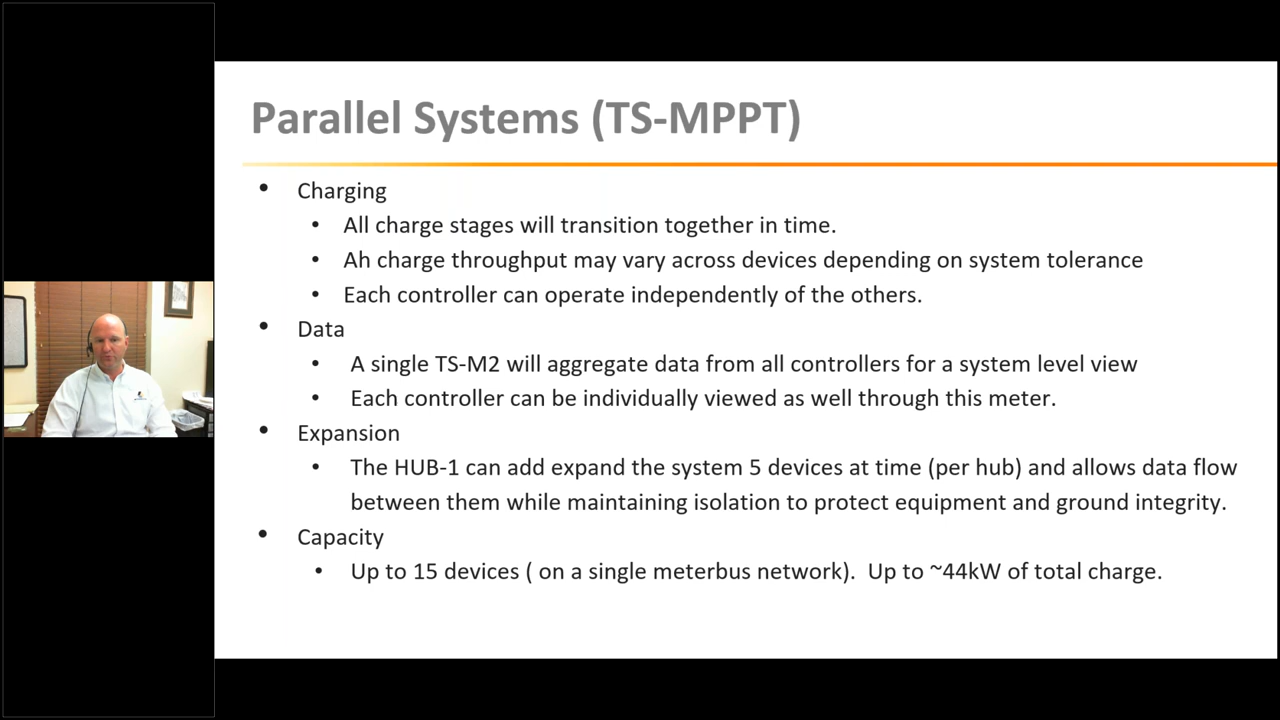 Parallel Systems (TS-MPPT)
• Charging
• All charge stages will transition together in time.
• Ah charge throughput may vary across devices depending on system tolerance
• Each controller can operate independently of the others.
• Data
• A single TS-M2 will aggregate data from all controllers for a system level view
• Each controller can be individually viewed as well through this meter.
• Expansion
• The HUB-1 can add expand the system 5 devices at time (per hub) and allows data flow
between them while maintaining isolation to protect equipment and ground integrity.
• Capacity
• Up to 15 devices ( on a single meterbus network). Up to ~44kW of total charge.